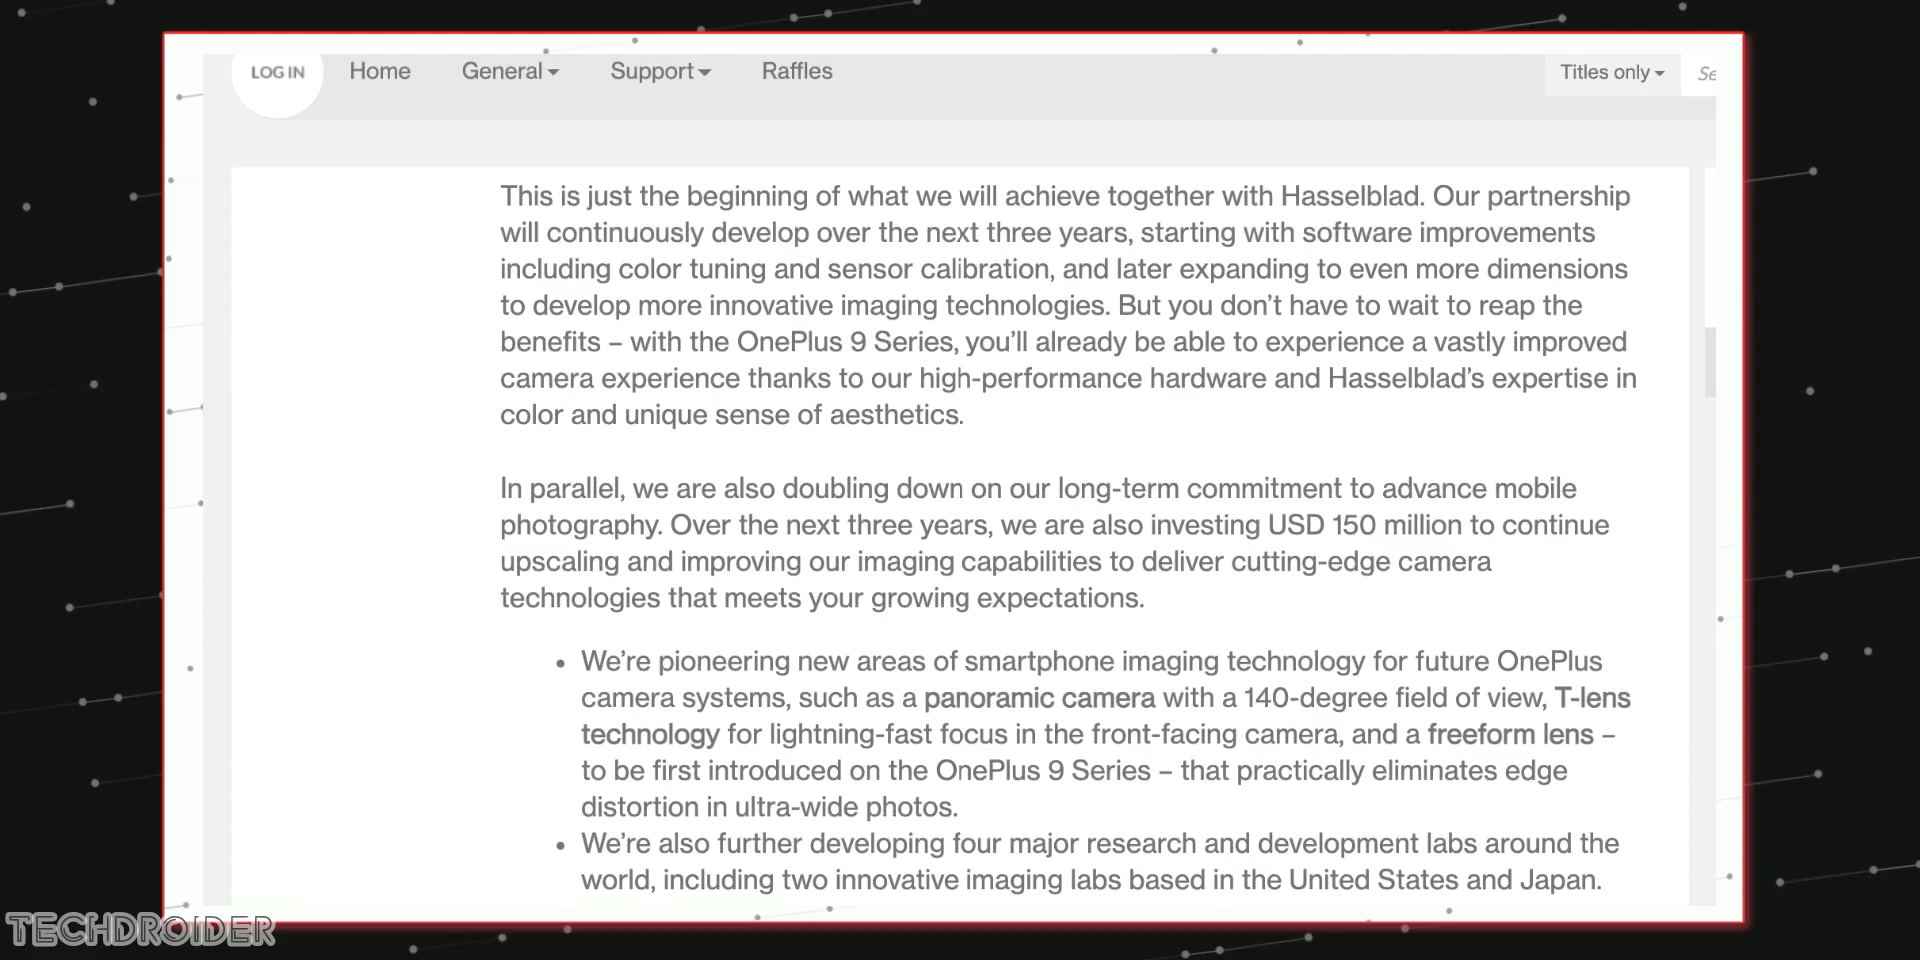 LOG IN Home General Support Raffles Titles only Se
This is just the beginning of what we will achieve together with Hasselblad. Our partnership
will continuously develop over the next three years, starting with software improvements
including color tuning and sensor calibration, and later expanding to even more dimensions
to develop more innovative imaging technologies. But you don’t have to wait to reap the
benefits – with the OnePlus 9 Series, you’ll already be able to experience a vastly improved
camera experience thanks to our high-performance hardware and Hasselblad’s expertise in
color and unique sense of aesthetics.
In parallel, we are also doubling down on our long-term commitment to advance mobile
photography. Over the next three years, we are also investing USD 150 million to continue
upscaling and improving our imaging capabilities to deliver cutting-edge camera
technologies that meets your growing expectations.
• We’re pioneering new areas of smartphone imaging technology for future OnePlus
camera systems, such as a panoramic camera with a 140-degree field of view, T-lens
technology for lightning-fast focus in the front-facing camera, and a freeform lens –
to be first introduced on the OnePlus 9 Series – that practically eliminates edge
distortion in ultra-wide photos.
• We’re also further developing four major research and development labs around the
world, including two innovative imaging labs based in the United States and Japan.
TECHDROIDER